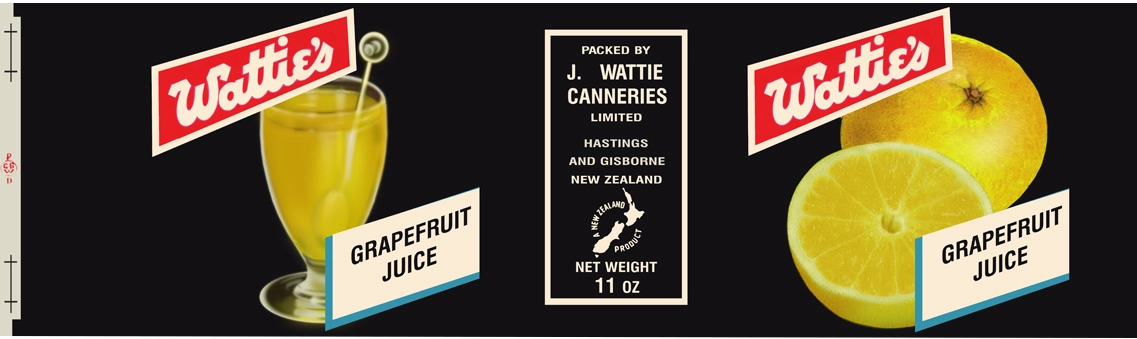 Wattie's
GRAPEFRUIT
JUICE
PACKED BY
J. WATTIE
CANNERIES
LIMITED
HASTINGS
AND GISBORNE
NEW ZEALAND
A NEW ZEALAND
PRODUCT
NET WEIGHT
11 OZ
Wattie's
GRAPEFRUIT
JUICE